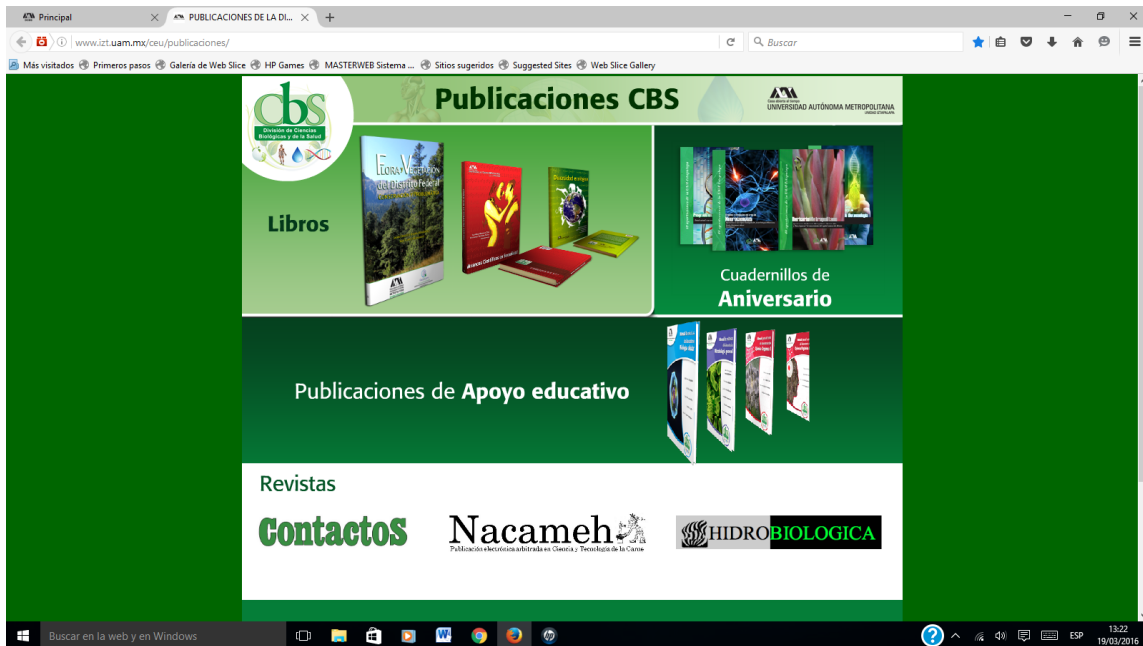 Principal
PUBLICACIONES DE LA DI...
www.izt.uam.mx/ceu/publicaciones/
Buscar
Más visitados
Primeros pasos
Galería de Web Slice
HP Games
MASTERWEB Sistema ...
Sitios sugeridos
Suggested Sites
Web Slice Gallery
cbs
División de Ciencias
Biológicas y de la Salud
Publicaciones CBS
Casa abierta al tiempo
UNIVERSIDAD AUTÓNOMA METROPOLITANA
UNIDAD IZTAPALAPA
Libros
FLORA Y VEGETACIÓN
del Distrito Federal
Cuadernillos de
Aniversario
Publicaciones de Apoyo educativo
Revistas
Contactos
Nacameh
Publicación electrónica arbitrada en Ciencia y Tecnología de la Carne
HIDROBIOLOGICA
Buscar en la web y en Windows
ESP
13:22
19/03/2016